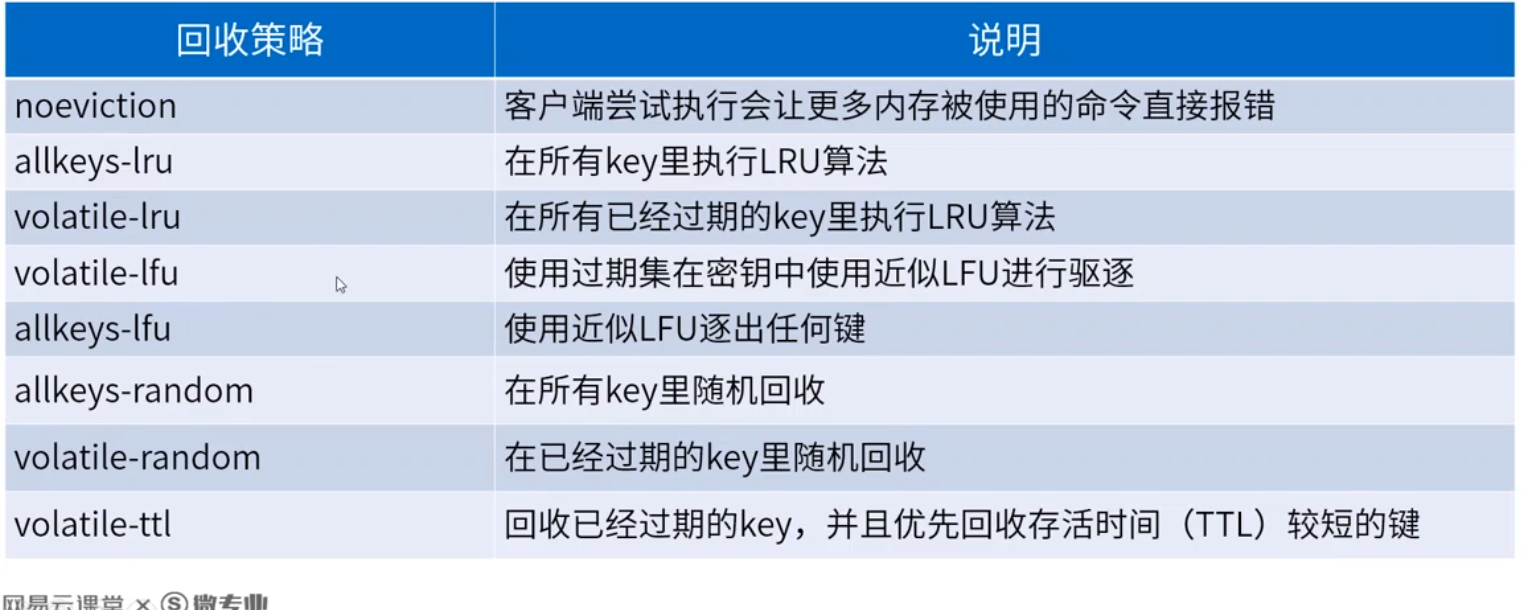 回收策略 说明
noeviction 客户端尝试执行会让更多内存被使用的命令直接报错
allkeys-lru 在所有key里执行LRU算法
volatile-lru 在所有已经过期的key里执行LRU算法
volatile-lfu 使用过期集在密钥中使用近似LFU进行驱逐
allkeys-lfu 使用近似LFU逐出任何键
allkeys-random 在所有key里随机回收
volatile-random 在已经过期的key里随机回收
volatile-ttl 回收已经过期的key，并且优先回收存活时间（TTL）较短的键
网易云课堂 × S 微专业